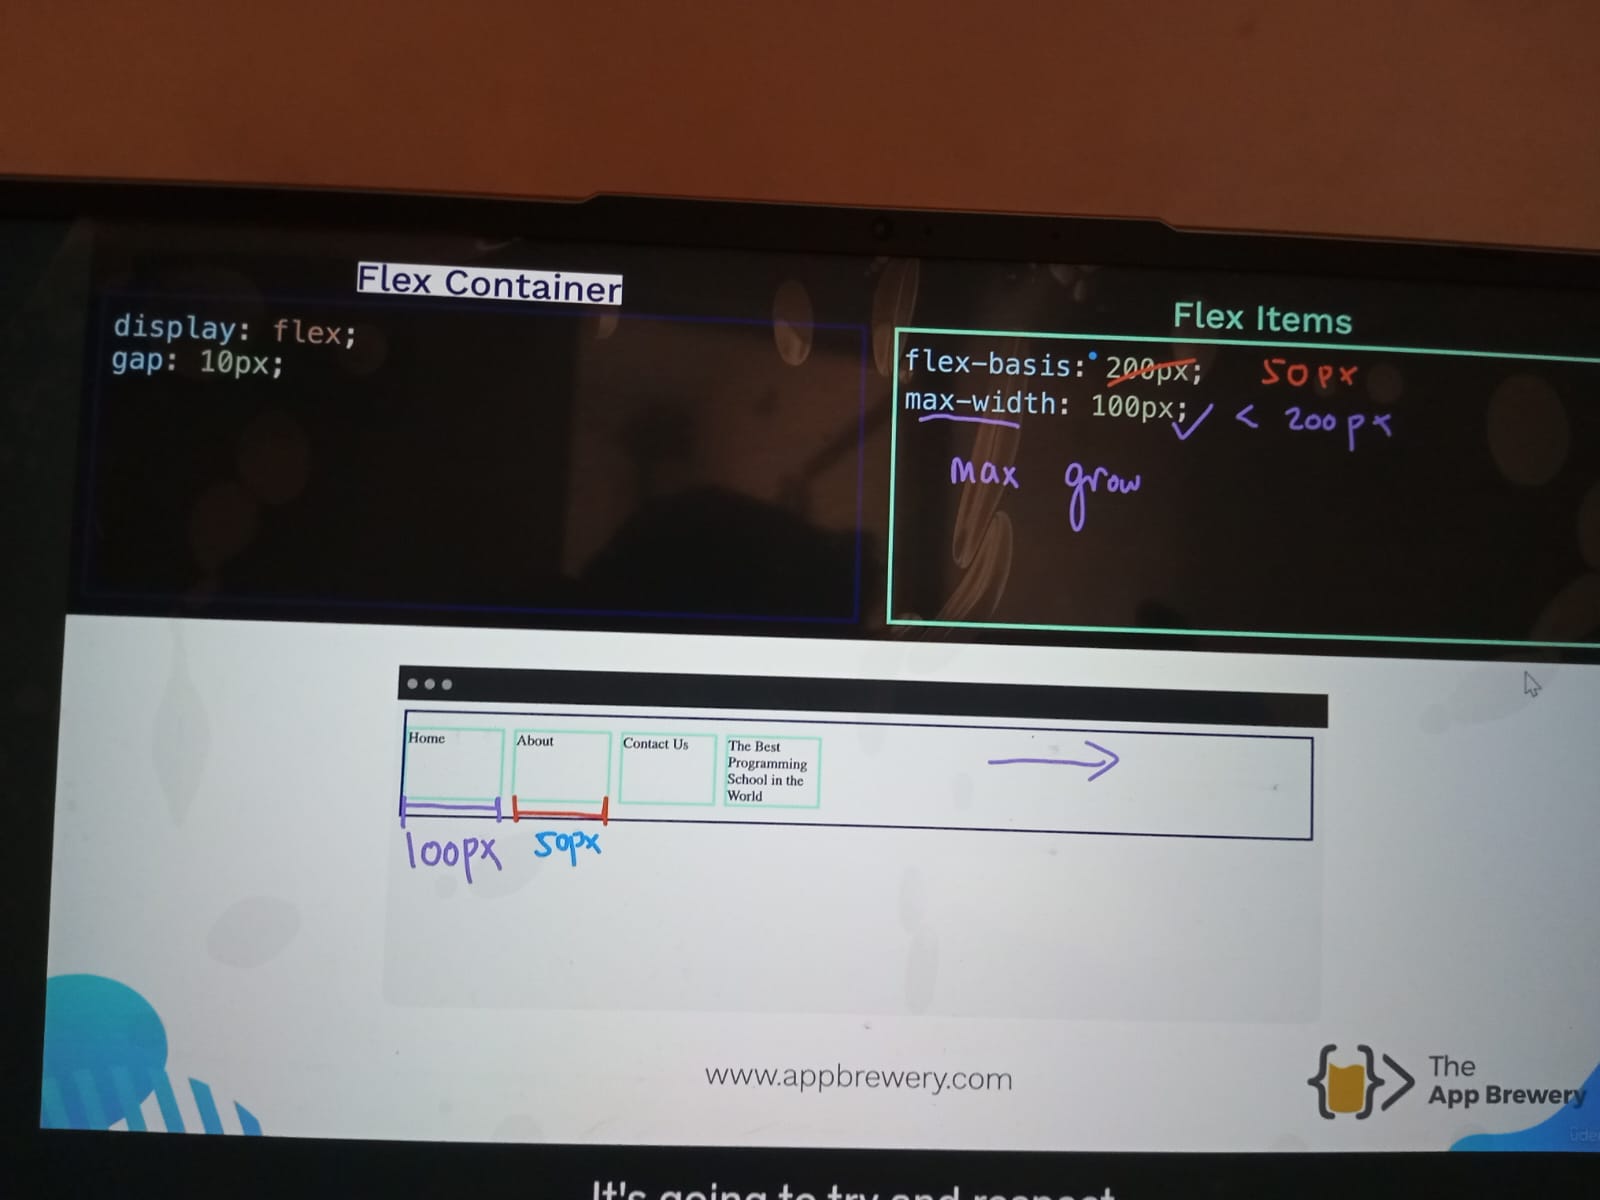 Flex Container
display: flex;
gap: 10px;
Flex Items
flex-basis: 200px; 50px
max-width: 100px; < 200px
max grow
Home
About
Contact Us
The Best
Programming
School in the
World
100px
50px
www.appbrewery.com
The
App Brewery
It's going to try and respect